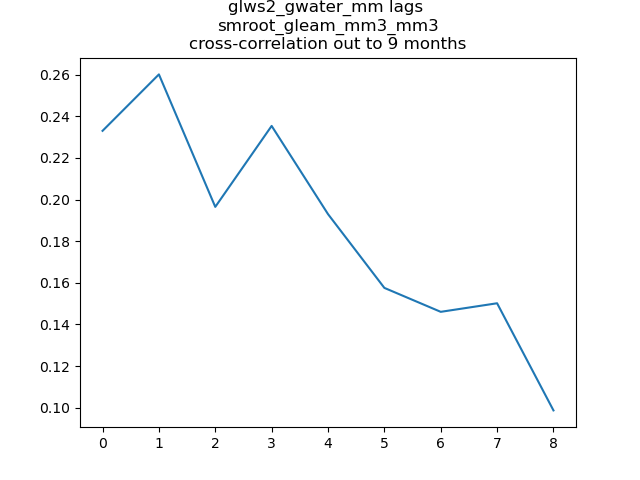 glws2_gwater_mm lags
smroot_gleam_mm3_mm3
cross-correlation out to 9 months
0.26
0.24
0.22
0.20
0.18
0.16
0.14
0.12
0.10
0 1 2 3 4 5 6 7 8